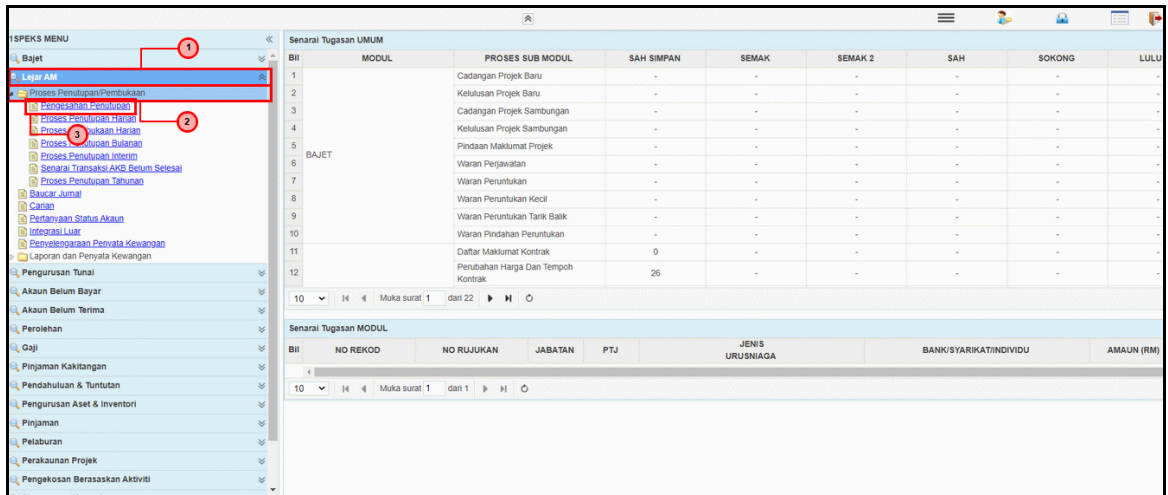 1SPEKS MENU
Bajet
Lejar AM
Proses Penutupan/Pembukaan
Pengesahan Penutupan
Proses Penutupan Harian
Proses Pembukaan Harian
Proses Penutupan Bulanan
Proses Penutupan Interim
Senarai Transaksi AKB Belum Selesai
Proses Penutupan Tahunan
Baucar Jurnal
Carian
Pertanyaan Status Akaun
Integrasi Luar
Penyelengaraan Penyata Kewangan
Laporan dan Penyata Kewangan
Pengurusan Tunai
Akaun Belum Bayar
Akaun Belum Terima
Perolehan
Gaji
Pinjaman Kakitangan
Pendahuluan & Tuntutan
Pengurusan Aset & Inventori
Pinjaman
Pelaburan
Perakaunan Projek
Pengekosan Berasaskan Aktiviti
1
2
3
Senarai Tugasan UMUM
Bil MODUL PROSES SUB MODUL SAH SIMPAN SEMAK SEMAK 2 SAH SOKONG LULU
1 Cadangan Projek Baru - - - - - -
2 Kelulusan Projek Baru - - - - - -
3 Cadangan Projek Sambungan - - - - - -
4 Kelulusan Projek Sambungan - - - - - -
5 Pindaan Maklumat Projek - - - - - -
BAJET
6 Waran Perjawatan - - - - - -
7 Waran Peruntukan - - - - - -
8 Waran Peruntukan Kecil - - - - - -
9 Waran Peruntukan Tarik Balik - - - - - -
10 Waran Pindahan Peruntukan - - - - - -
11 Daftar Maklumat Kontrak 0 - - - - -
12 Perubahan Harga Dan Tempoh Kontrak 26 - - - - -
10 Muka surat 1 dari 22
Senarai Tugasan MODUL
Bil NO REKOD NO RUJUKAN JABATAN PTJ JENIS URUSNIAGA BANK/SYARIKAT/INDIVIDU AMAUN (RM)
10 Muka surat 1 dari 1